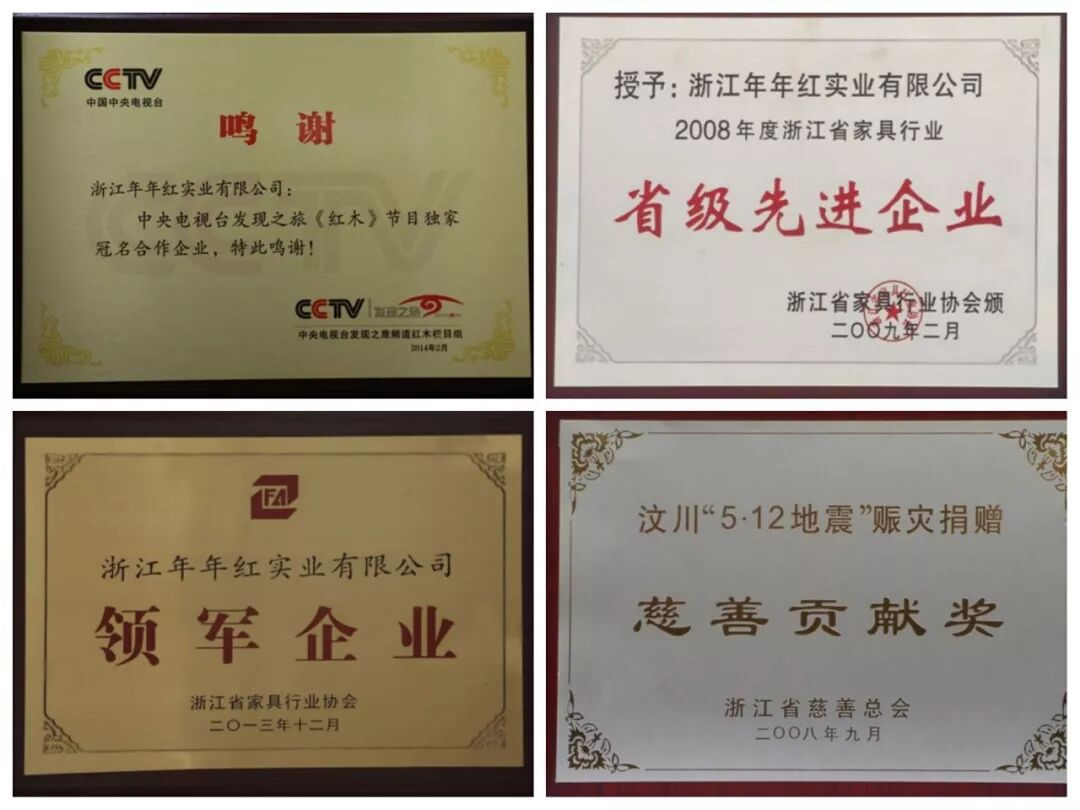 CCTV
中国中央电视台
鸣 谢
浙江年年红实业有限公司：
中央电视台发现之旅《红木》节目独家
冠名合作企业，特此鸣谢！
CCTV 发现之旅
中央电视台发现之旅频道红木栏目组
2014年2月
授予：浙江年年红实业有限公司
2008年度浙江省家具行业
省级先进企业
浙江省家具行业协会颁
二〇〇九年二月
FA
浙江年年红实业有限公司
领军企业
浙江省家具行业协会
二〇一三年十二月
汶川“5·12地震”赈灾捐赠
慈善贡献奖
浙江省慈善总会
二〇〇八年九月